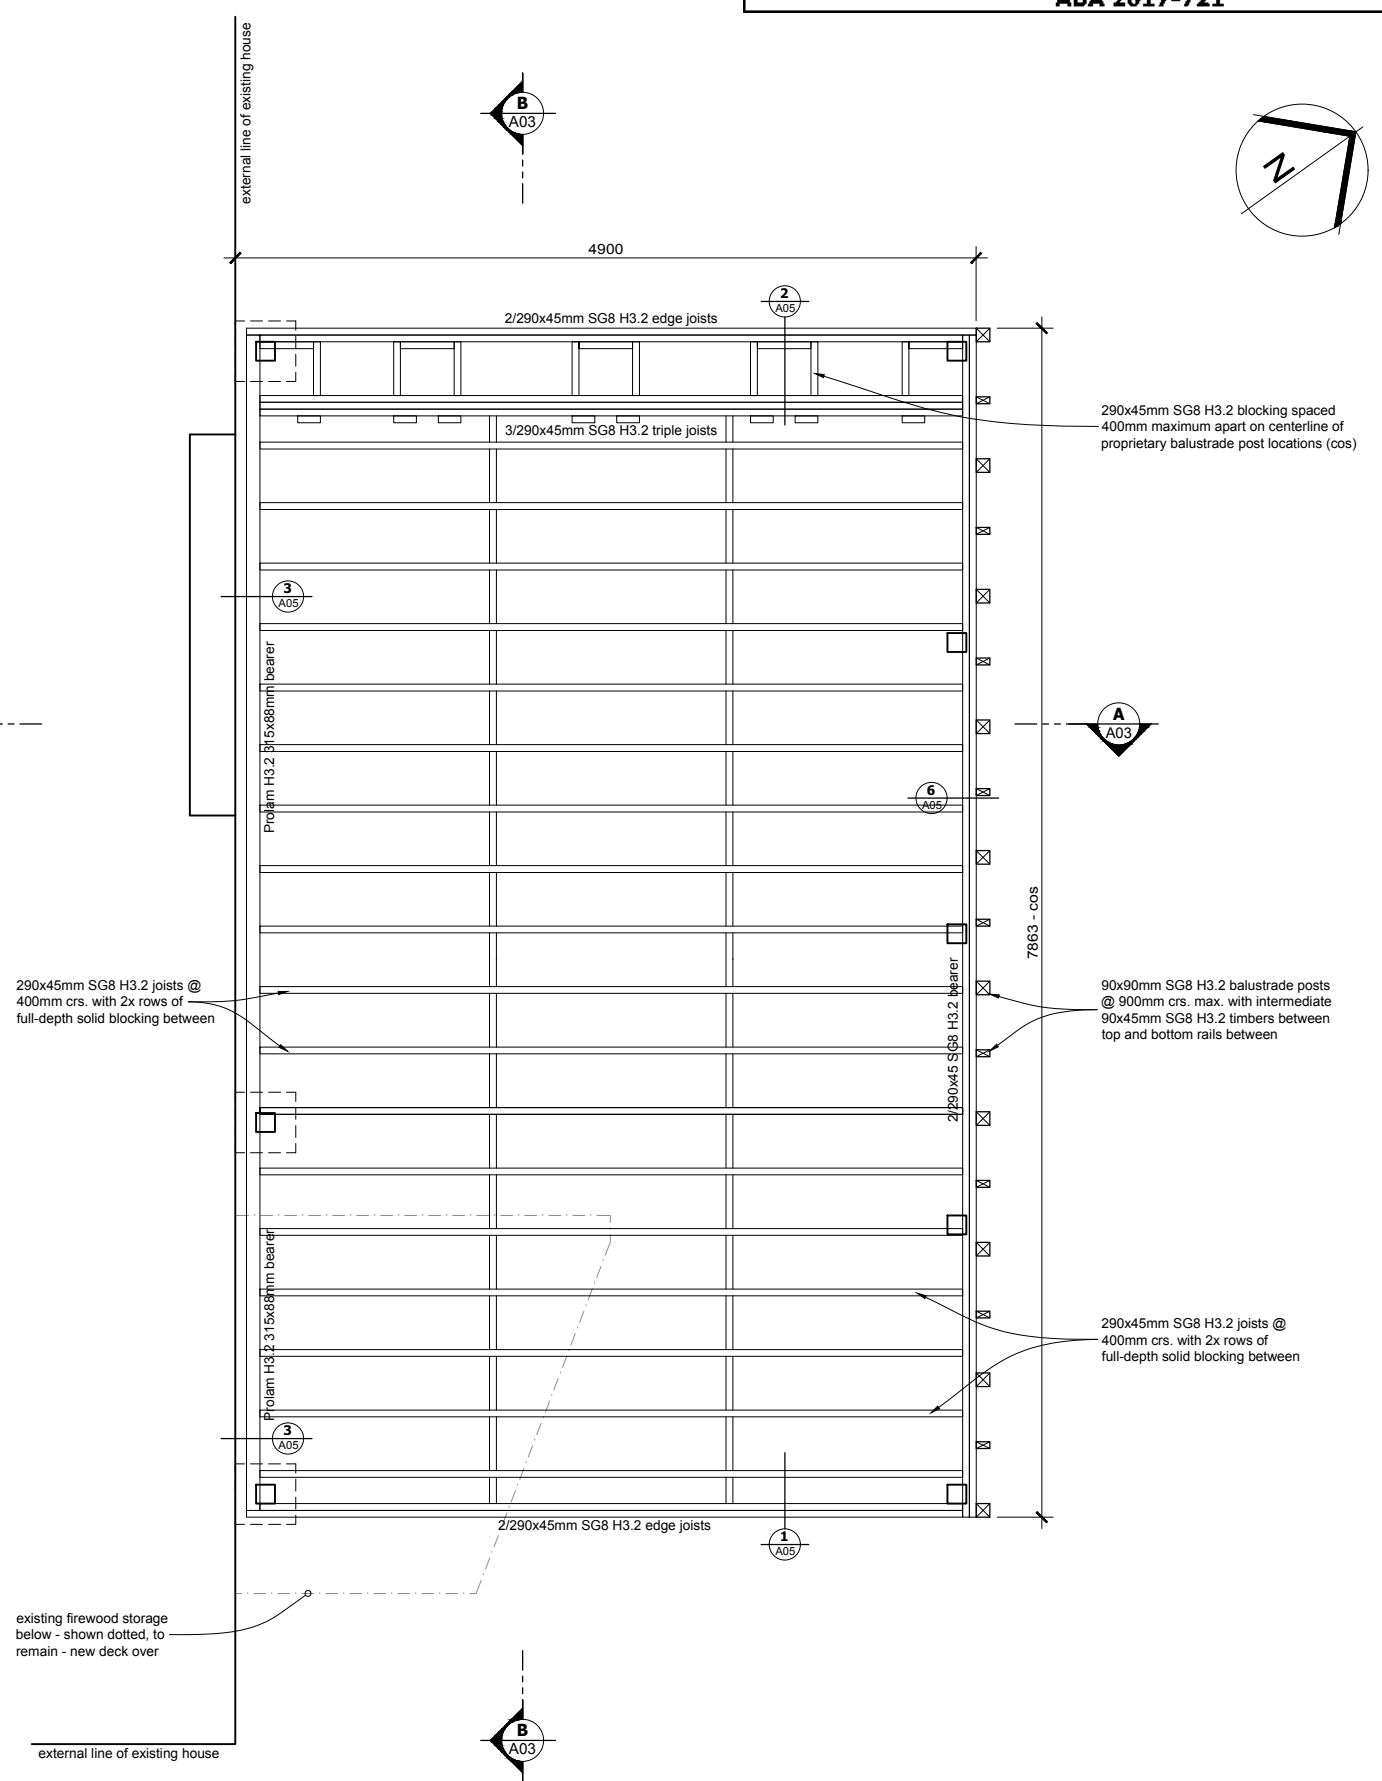 ABA 2017-721
external line of existing house
B
A03
N
4900
2
A05
2/290x45mm SG8 H3.2 edge joists
290x45mm SG8 H3.2 blocking spaced
400mm maximum apart on centerline of
proprietary balustrade post locations (cos)
3/290x45mm SG8 H3.2 triple joists
3
A05
Prolam H3.2 315x88mm bearer
A
A03
6
A05
7863 - cos
290x45mm SG8 H3.2 joists @
400mm crs. with 2x rows of
full-depth solid blocking between
2/290x45 SG8 H3.2 bearer
90x90mm SG8 H3.2 balustrade posts
@ 900mm crs. max. with intermediate
90x45mm SG8 H3.2 timbers between
top and bottom rails between
Prolam H3.2 315x88mm bearer
290x45mm SG8 H3.2 joists @
400mm crs. with 2x rows of
full-depth solid blocking between
3
A05
2/290x45mm SG8 H3.2 edge joists
1
A05
existing firewood storage
below - shown dotted, to
remain - new deck over
B
A03
external line of existing house